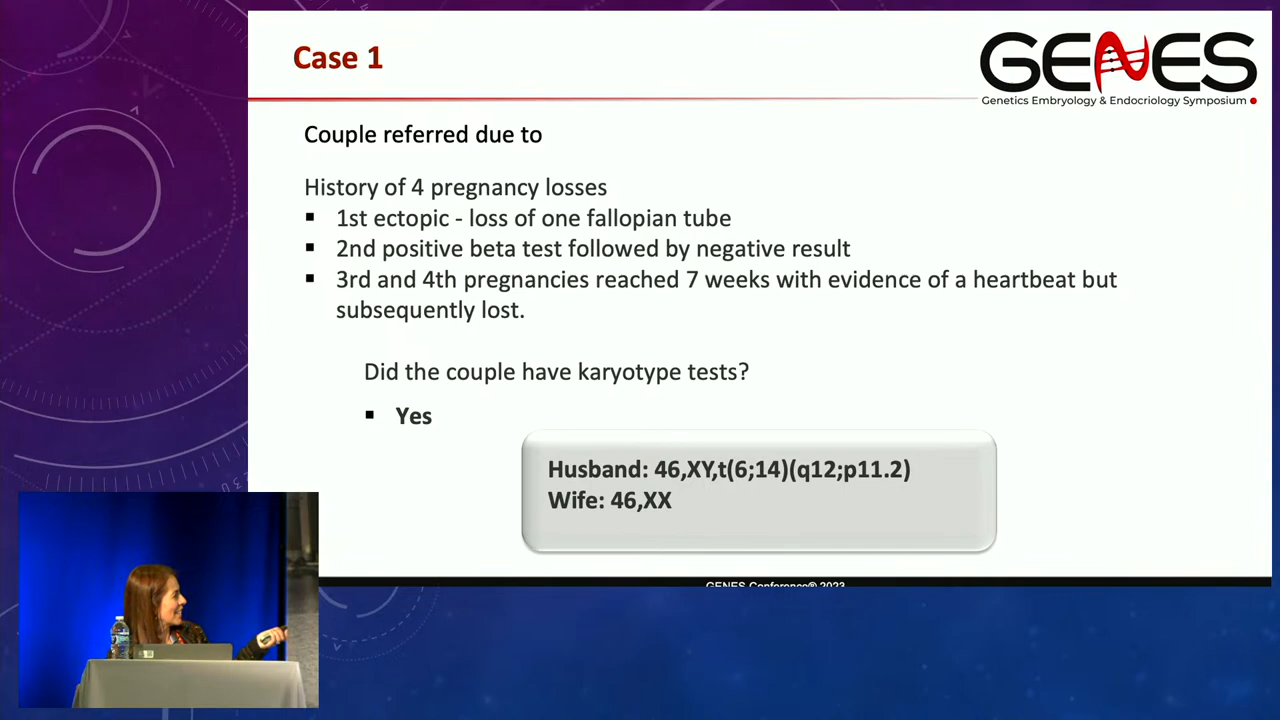 Case 1
GENES
Genetics Embryology & Endocriology Symposium
Couple referred due to
History of 4 pregnancy losses
▪ 1st ectopic - loss of one fallopian tube
▪ 2nd positive beta test followed by negative result
▪ 3rd and 4th pregnancies reached 7 weeks with evidence of a heartbeat but
subsequently lost.
Did the couple have karyotype tests?
▪ Yes
Husband: 46,XY,t(6;14)(q12;p11.2)
Wife: 46,XX
GENES Conference® 2023